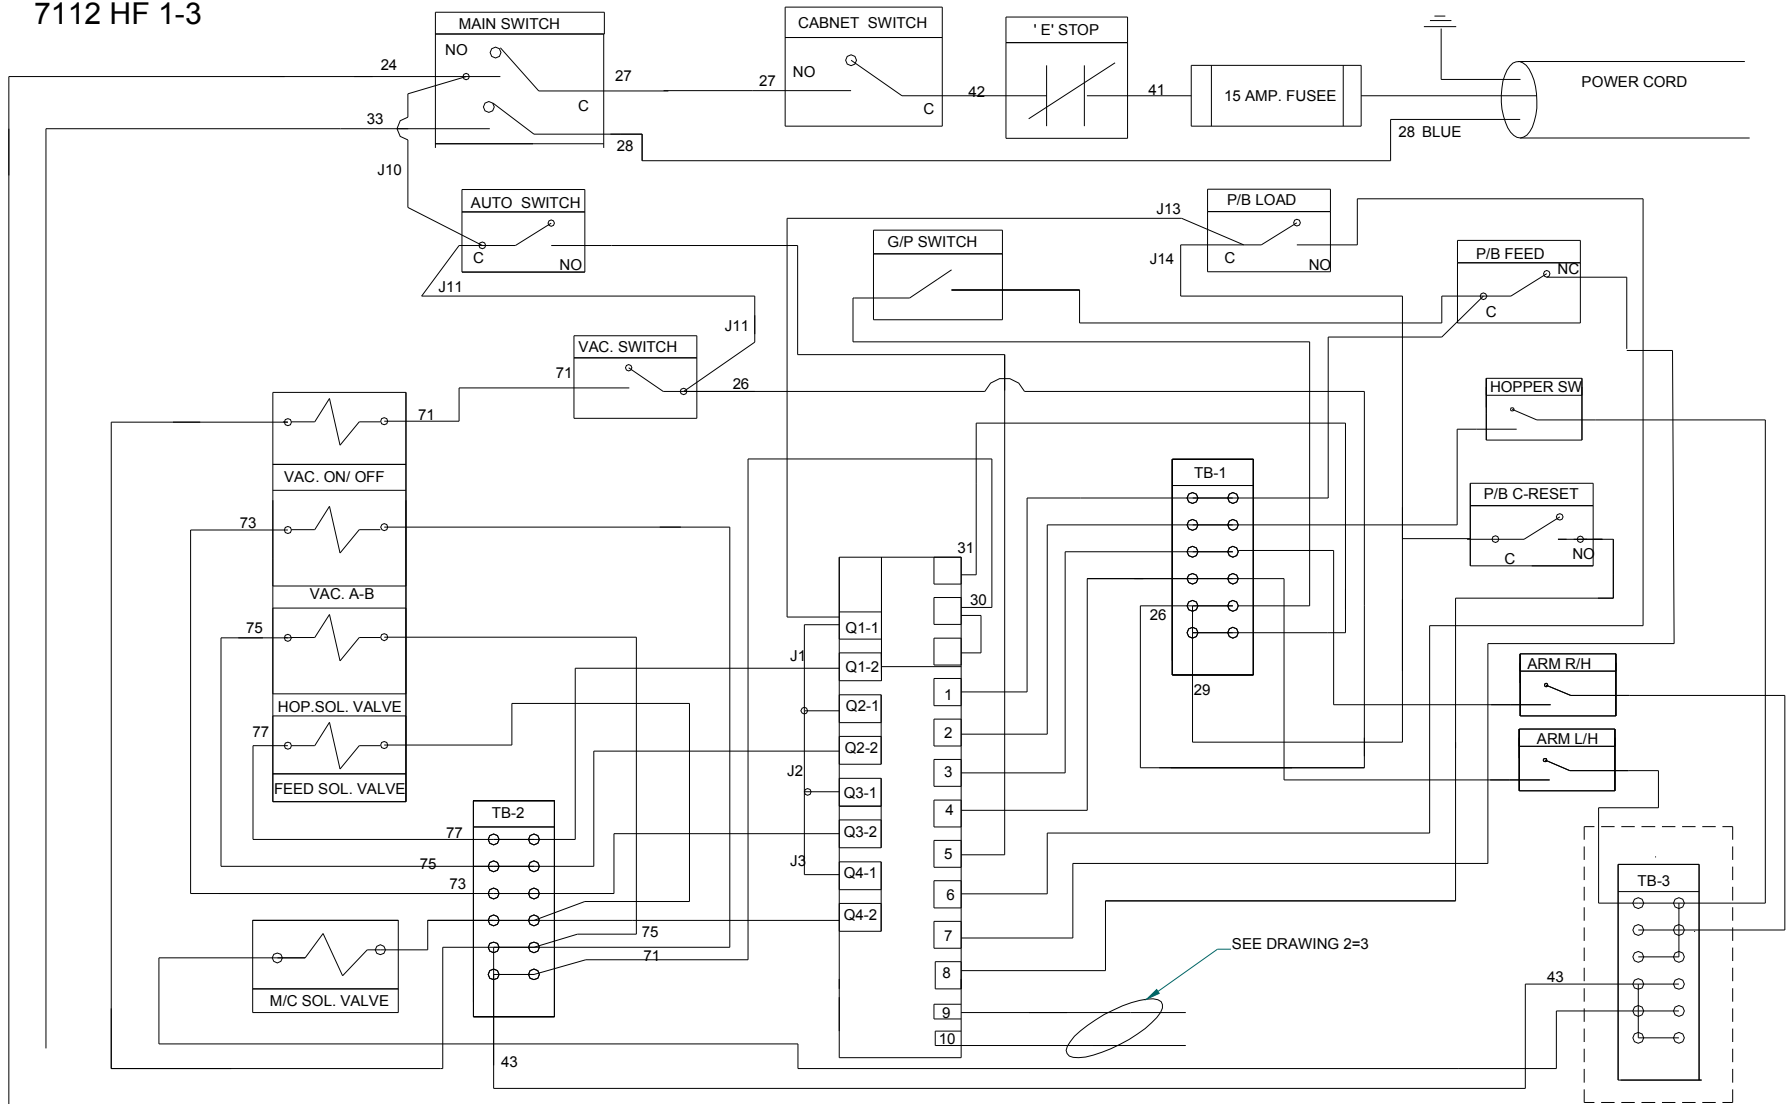 7112 HF 1-3
MAIN SWITCH
NO
C
24
33
27
28
J10
CABNET SWITCH
27
NO
C
42
' E' STOP
41
15 AMP. FUSEE
POWER CORD
28 BLUE
AUTO SWITCH
C
NO
J11
J11
G/P SWITCH
J13
J14
P/B LOAD
C
NO
P/B FEED
NC
C
VAC. SWITCH
71
26
HOPPER SW
71
VAC. ON/ OFF
73
VAC. A-B
75
HOP.SOL. VALVE
77
FEED SOL. VALVE
TB-1
26
29
P/B C-RESET
C
NO
31
30
Q1-1
J1
Q1-2
Q2-1
Q2-2
J2
Q3-1
Q3-2
J3
Q4-1
Q4-2
1
2
3
4
5
6
7
8
9
10
ARM R/H
ARM L/H
TB-2
77
75
73
75
71
43
M/C SOL. VALVE
SEE DRAWING 2=3
TB-3
43